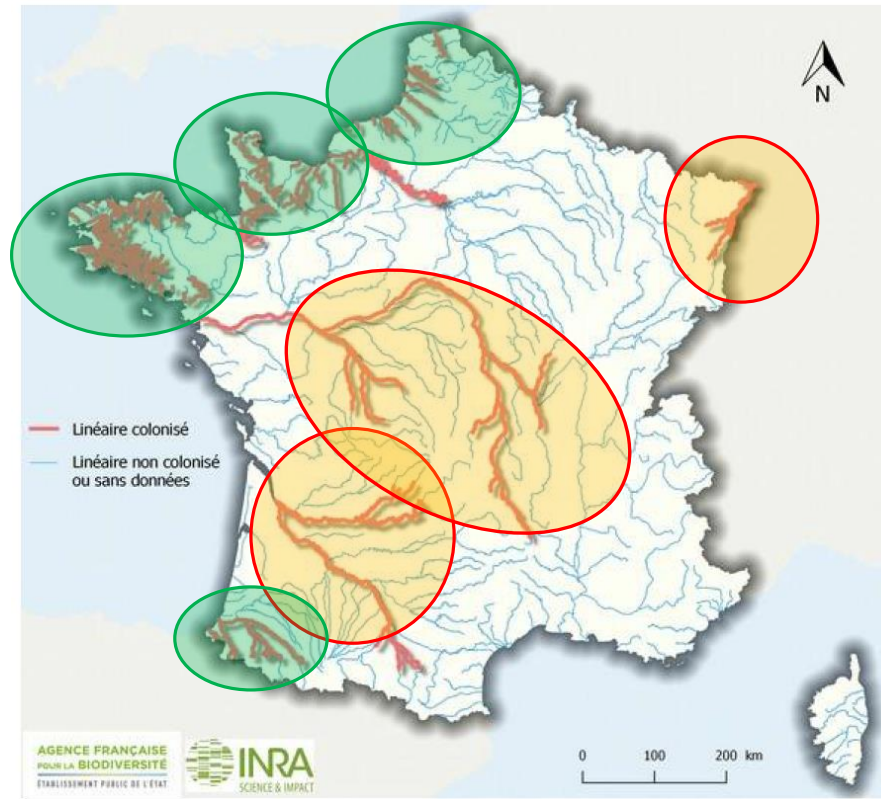 N
Linéaire colonisé
Linéaire non colonisé
ou sans données
AGENCE FRANÇAISE
POUR LA BIODIVERSITÉ
ÉTABLISSEMENT PUBLIC DE L'ÉTAT
INRA
SCIENCE & IMPACT
0 100 200 km